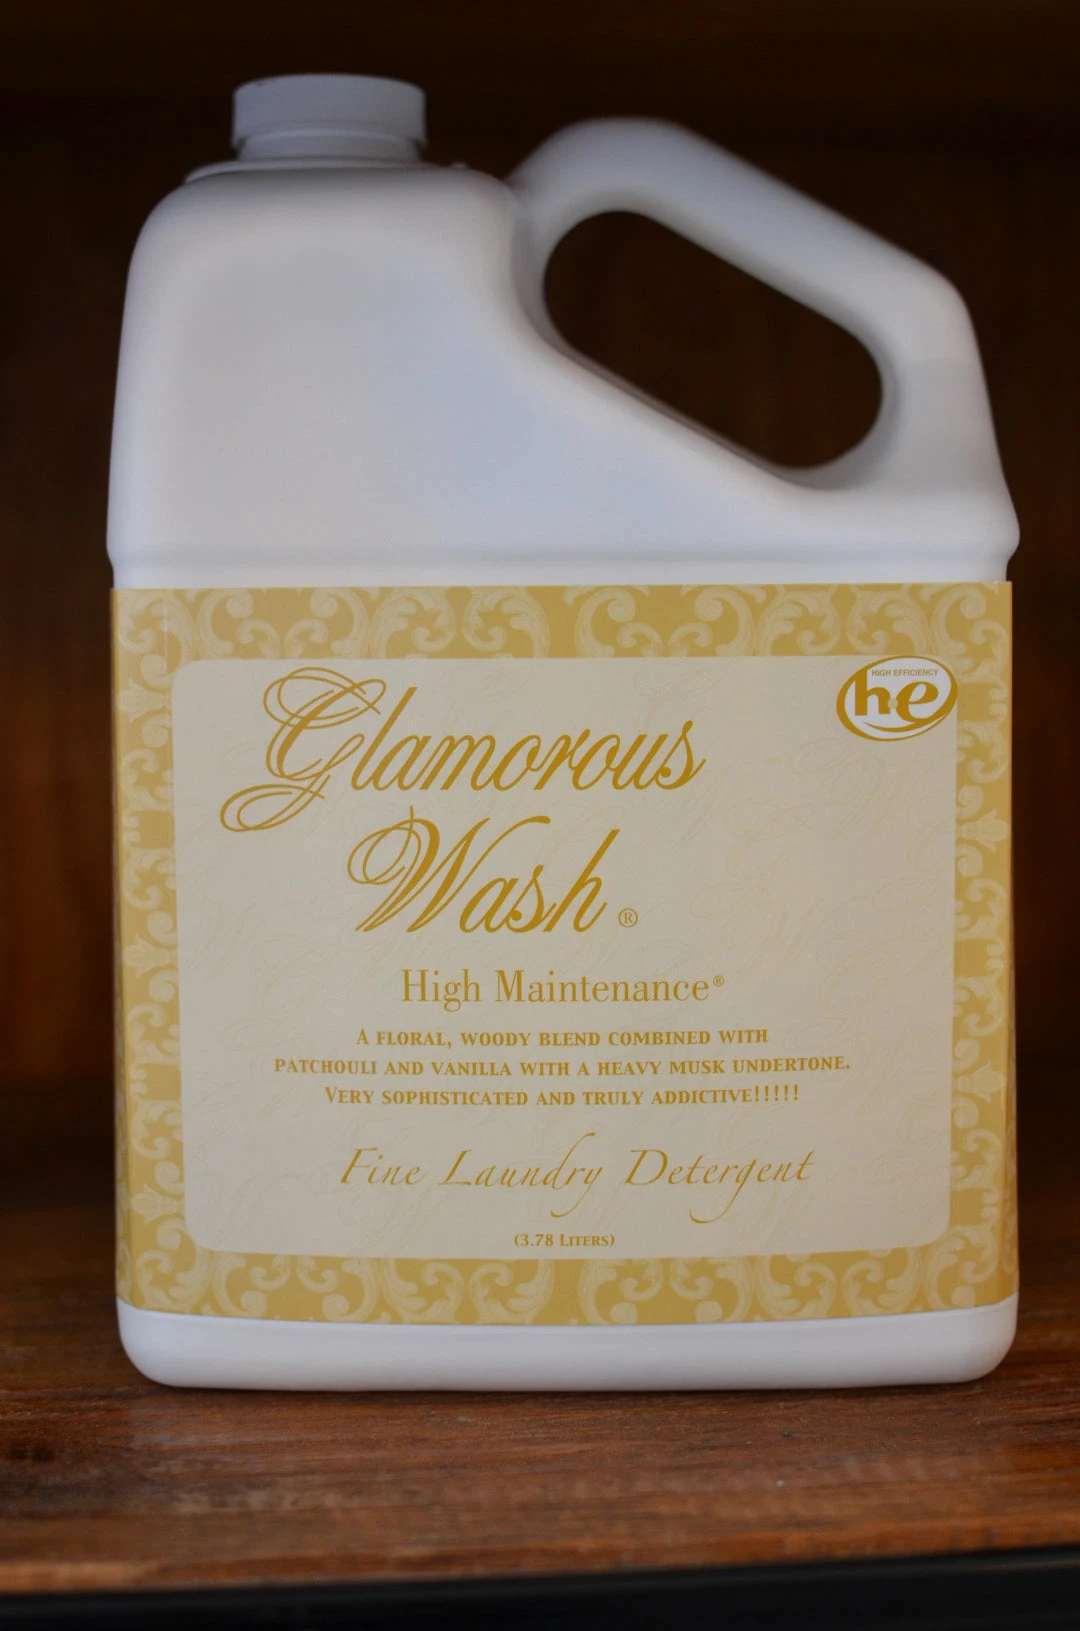 HIGH EFFICIENCY
he
Glamorous
Wash®
High Maintenance®
A FLORAL, WOODY BLEND COMBINED WITH
PATCHOULI AND VANILLA WITH A HEAVY MUSK UNDERTONE.
VERY SOPHISTICATED AND TRULY ADDICTIVE!!!!!
Fine Laundry Detergent
(3.78 LITERS)